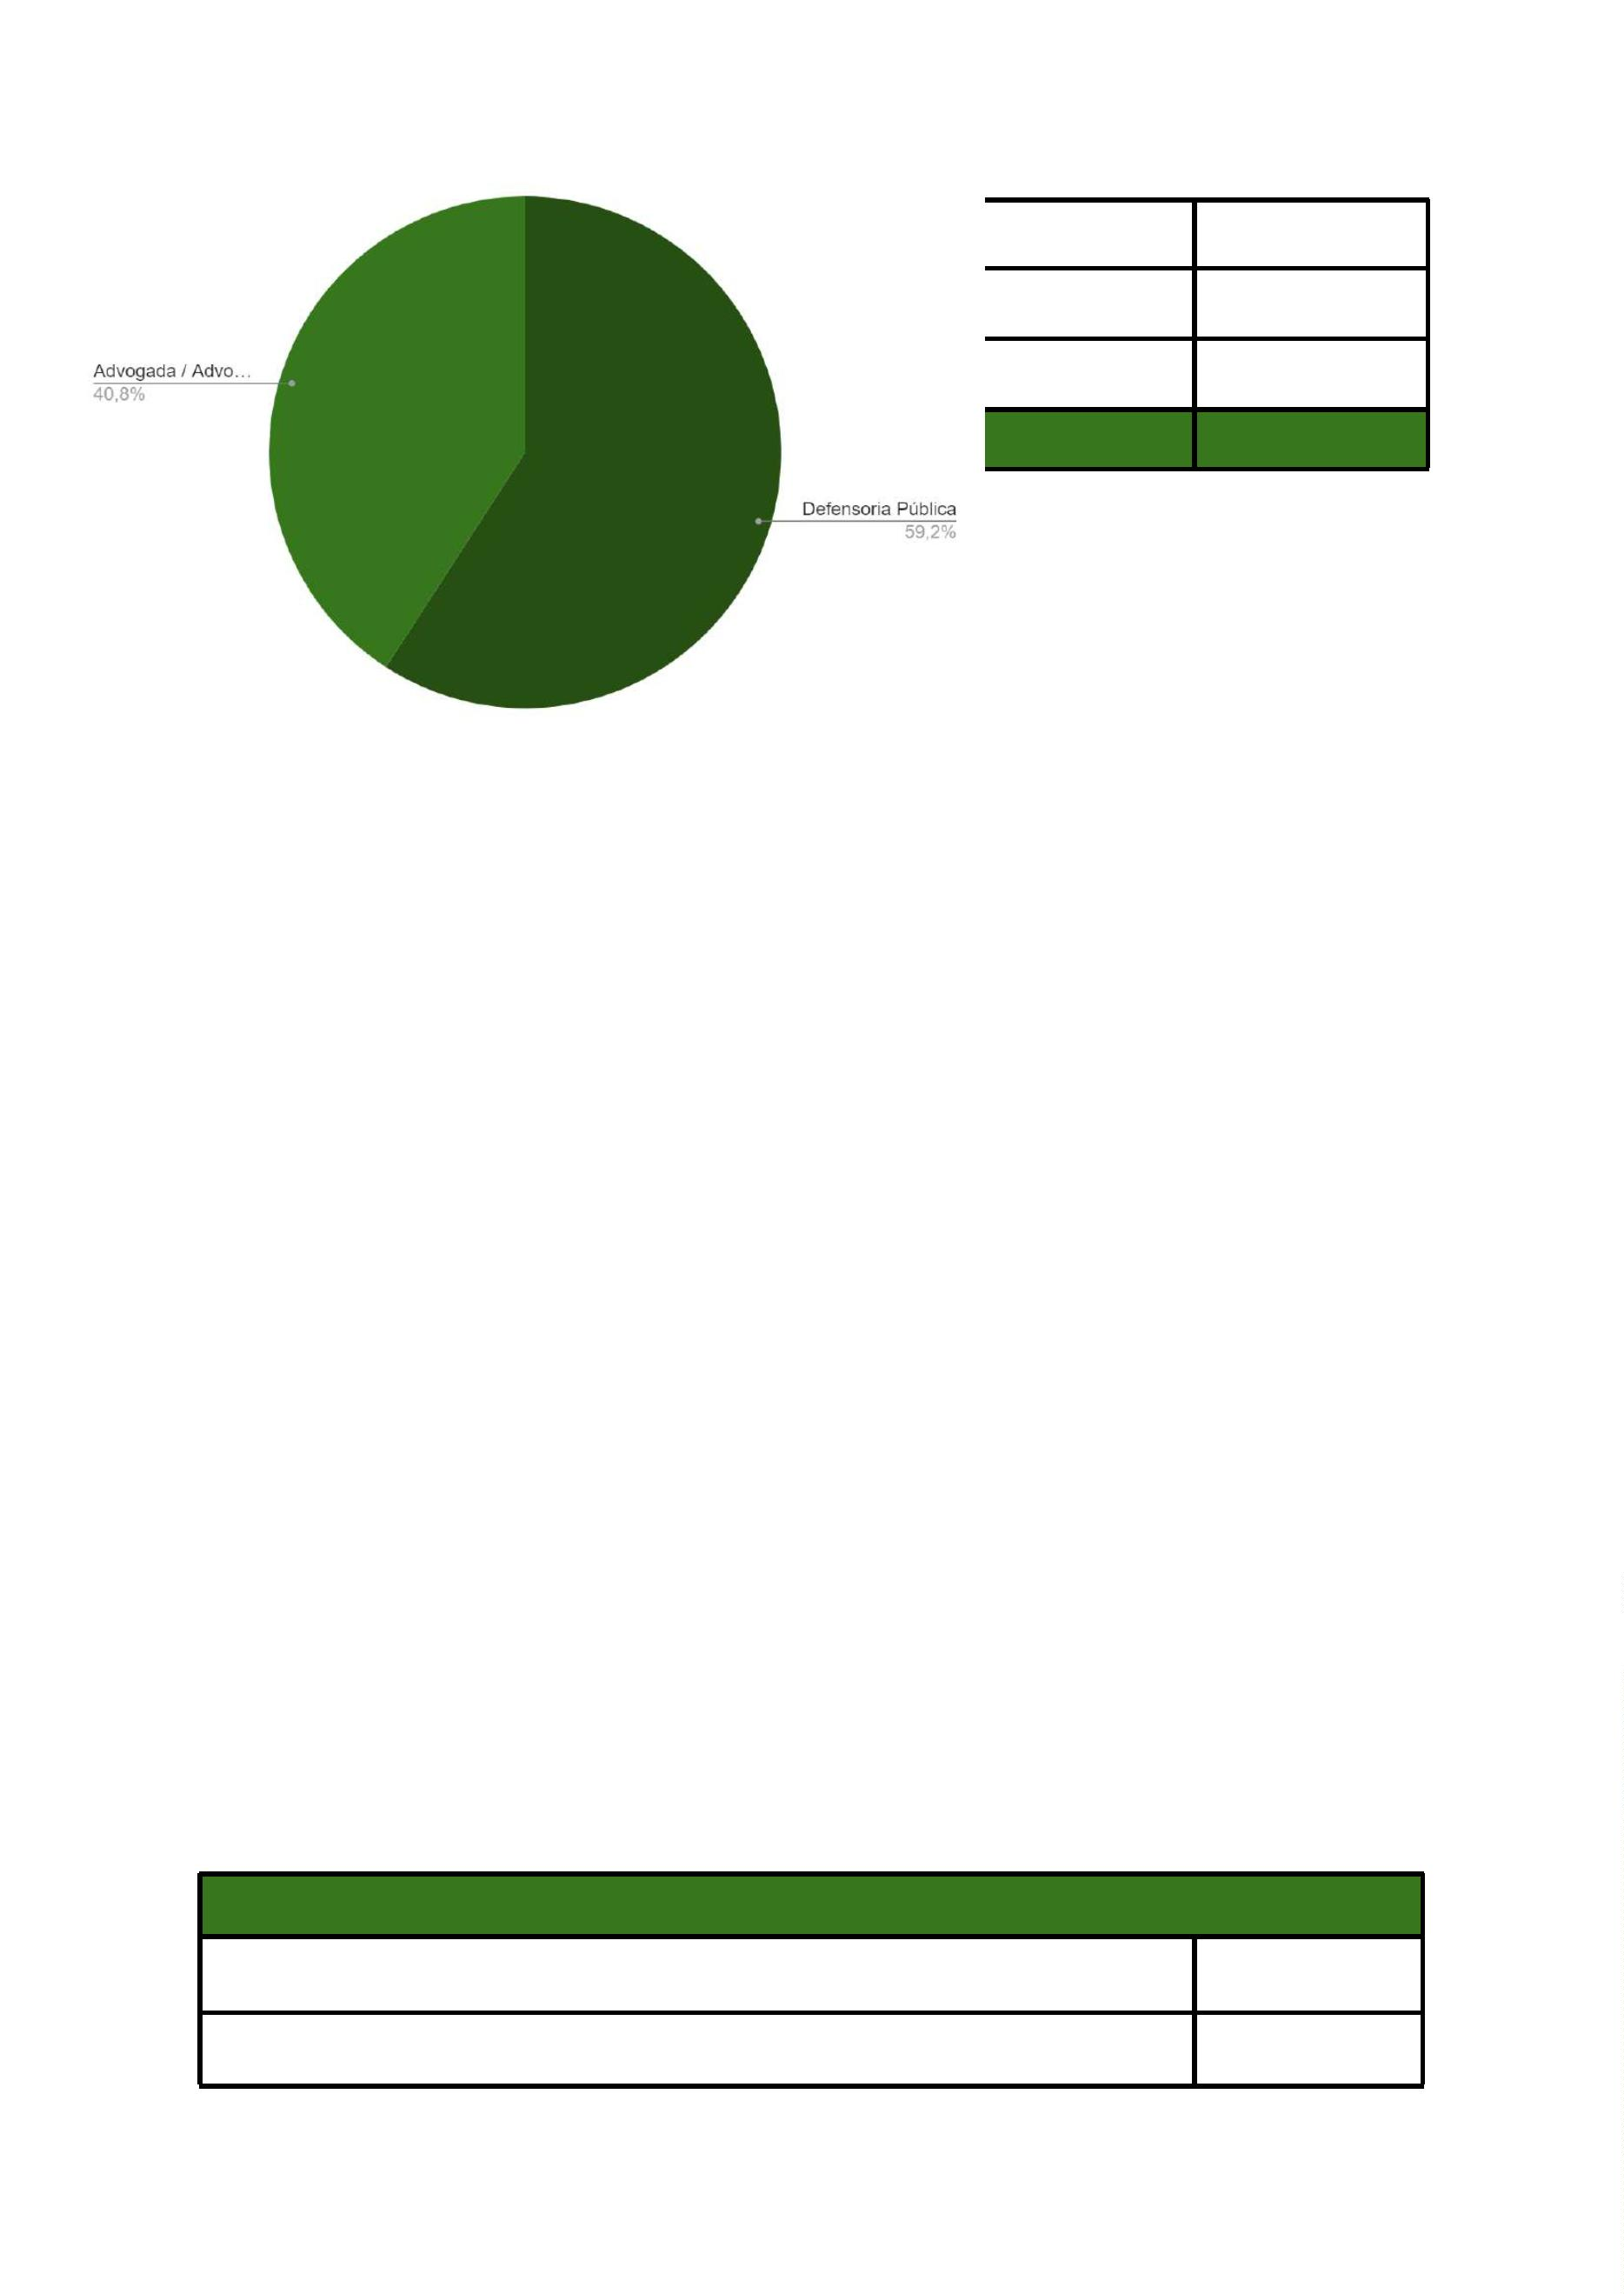 Advogada / Advo...
40,8%
Defensoria Pública
59,2%